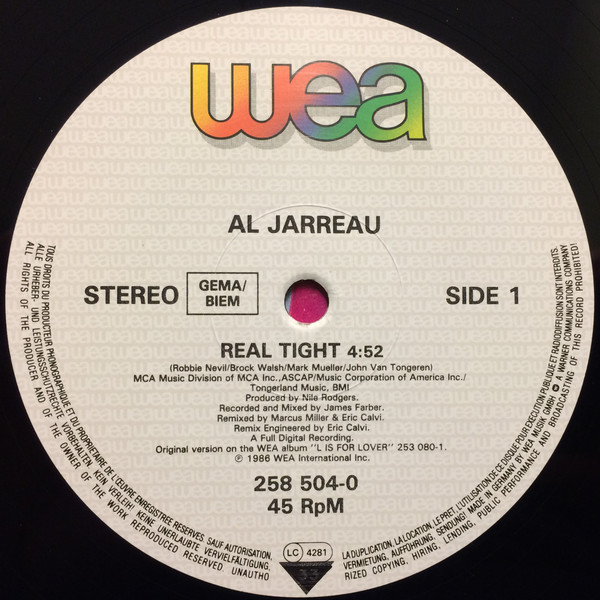 wea
AL JARREAU
STEREO
GEMA/
BIEM
SIDE 1
REAL TIGHT 4:52
(Robbie Nevil/Brock Walsh/Mark Mueller/John Van Tongeren)
MCA Music Division of MCA Inc.,ASCAP/Music Corporation of America Inc./
Tongerland Music, BMI
Produced by Nile Rodgers.
Recorded and Mixed by James Farber.
Remixed by Marcus Miller & Eric Calvi.
Remix Engineered by Eric Calvi.
A Full Digital Recording.
Original version on the WEA album "L IS FOR LOVER" 253 080-1.
Ⓟ 1986 WEA International Inc.
258 504-0
45 RpM
TOUS DROITS DU PRODUCTEUR PHONOGRAPHIQUE ET DU PROPRIETAIRE DE L'ŒUVRE ENREGISTREE RESERVES. SAUF AUTORISATION,
LA DUPLICATION, LA LOCATION, LE PRET, L'UTILISATION DE CE DISQUE POUR EXECUTION PUBLIQUE ET RADIODIFFUSION SONT INTERDITS.
ALLE URHEBER- UND LEISTUNGSSCHUTZRECHTE VORBEHALTEN. KEIN VERLEIH! KEINE UNERLAUBTE VERVIELFÄLTIGUNG,
VERMIETUNG, AUFFÜHRUNG, SENDUNG! MADE IN GERMANY BY WEA MUSIK GMBH A WARNER COMMUNICATIONS COMPANY
ALL RIGHTS OF THE PRODUCER AND OF THE OWNER OF THE WORK REPRODUCED RESERVED UNAUTHO
RIZED COPYING, HIRING, LENDING, PUBLIC PERFORMANCE AND BROADCASTING OF THIS RECORD PROHIBITED!
LC 4281
33